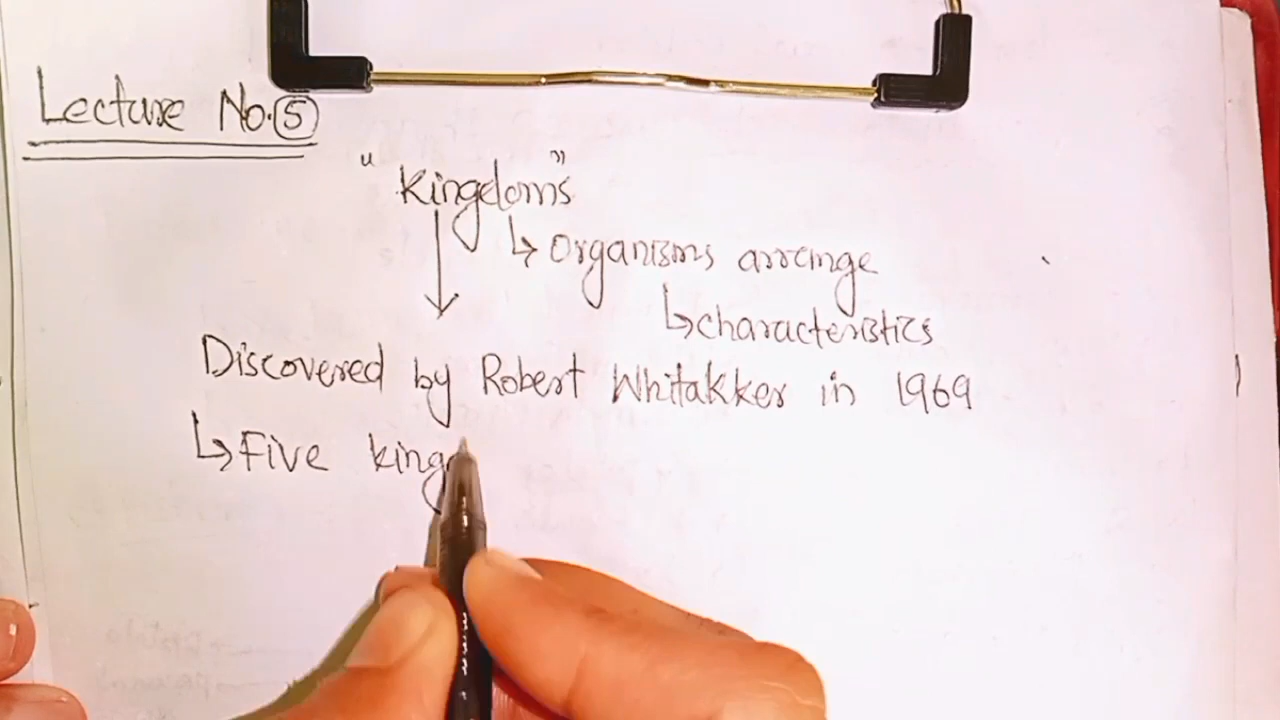 Lecture No.⑤
"Kingdoms"
↳ Organisms arrange
↳ characteristics
Discovered by Robert Whitakker in 1969
↳ Five king